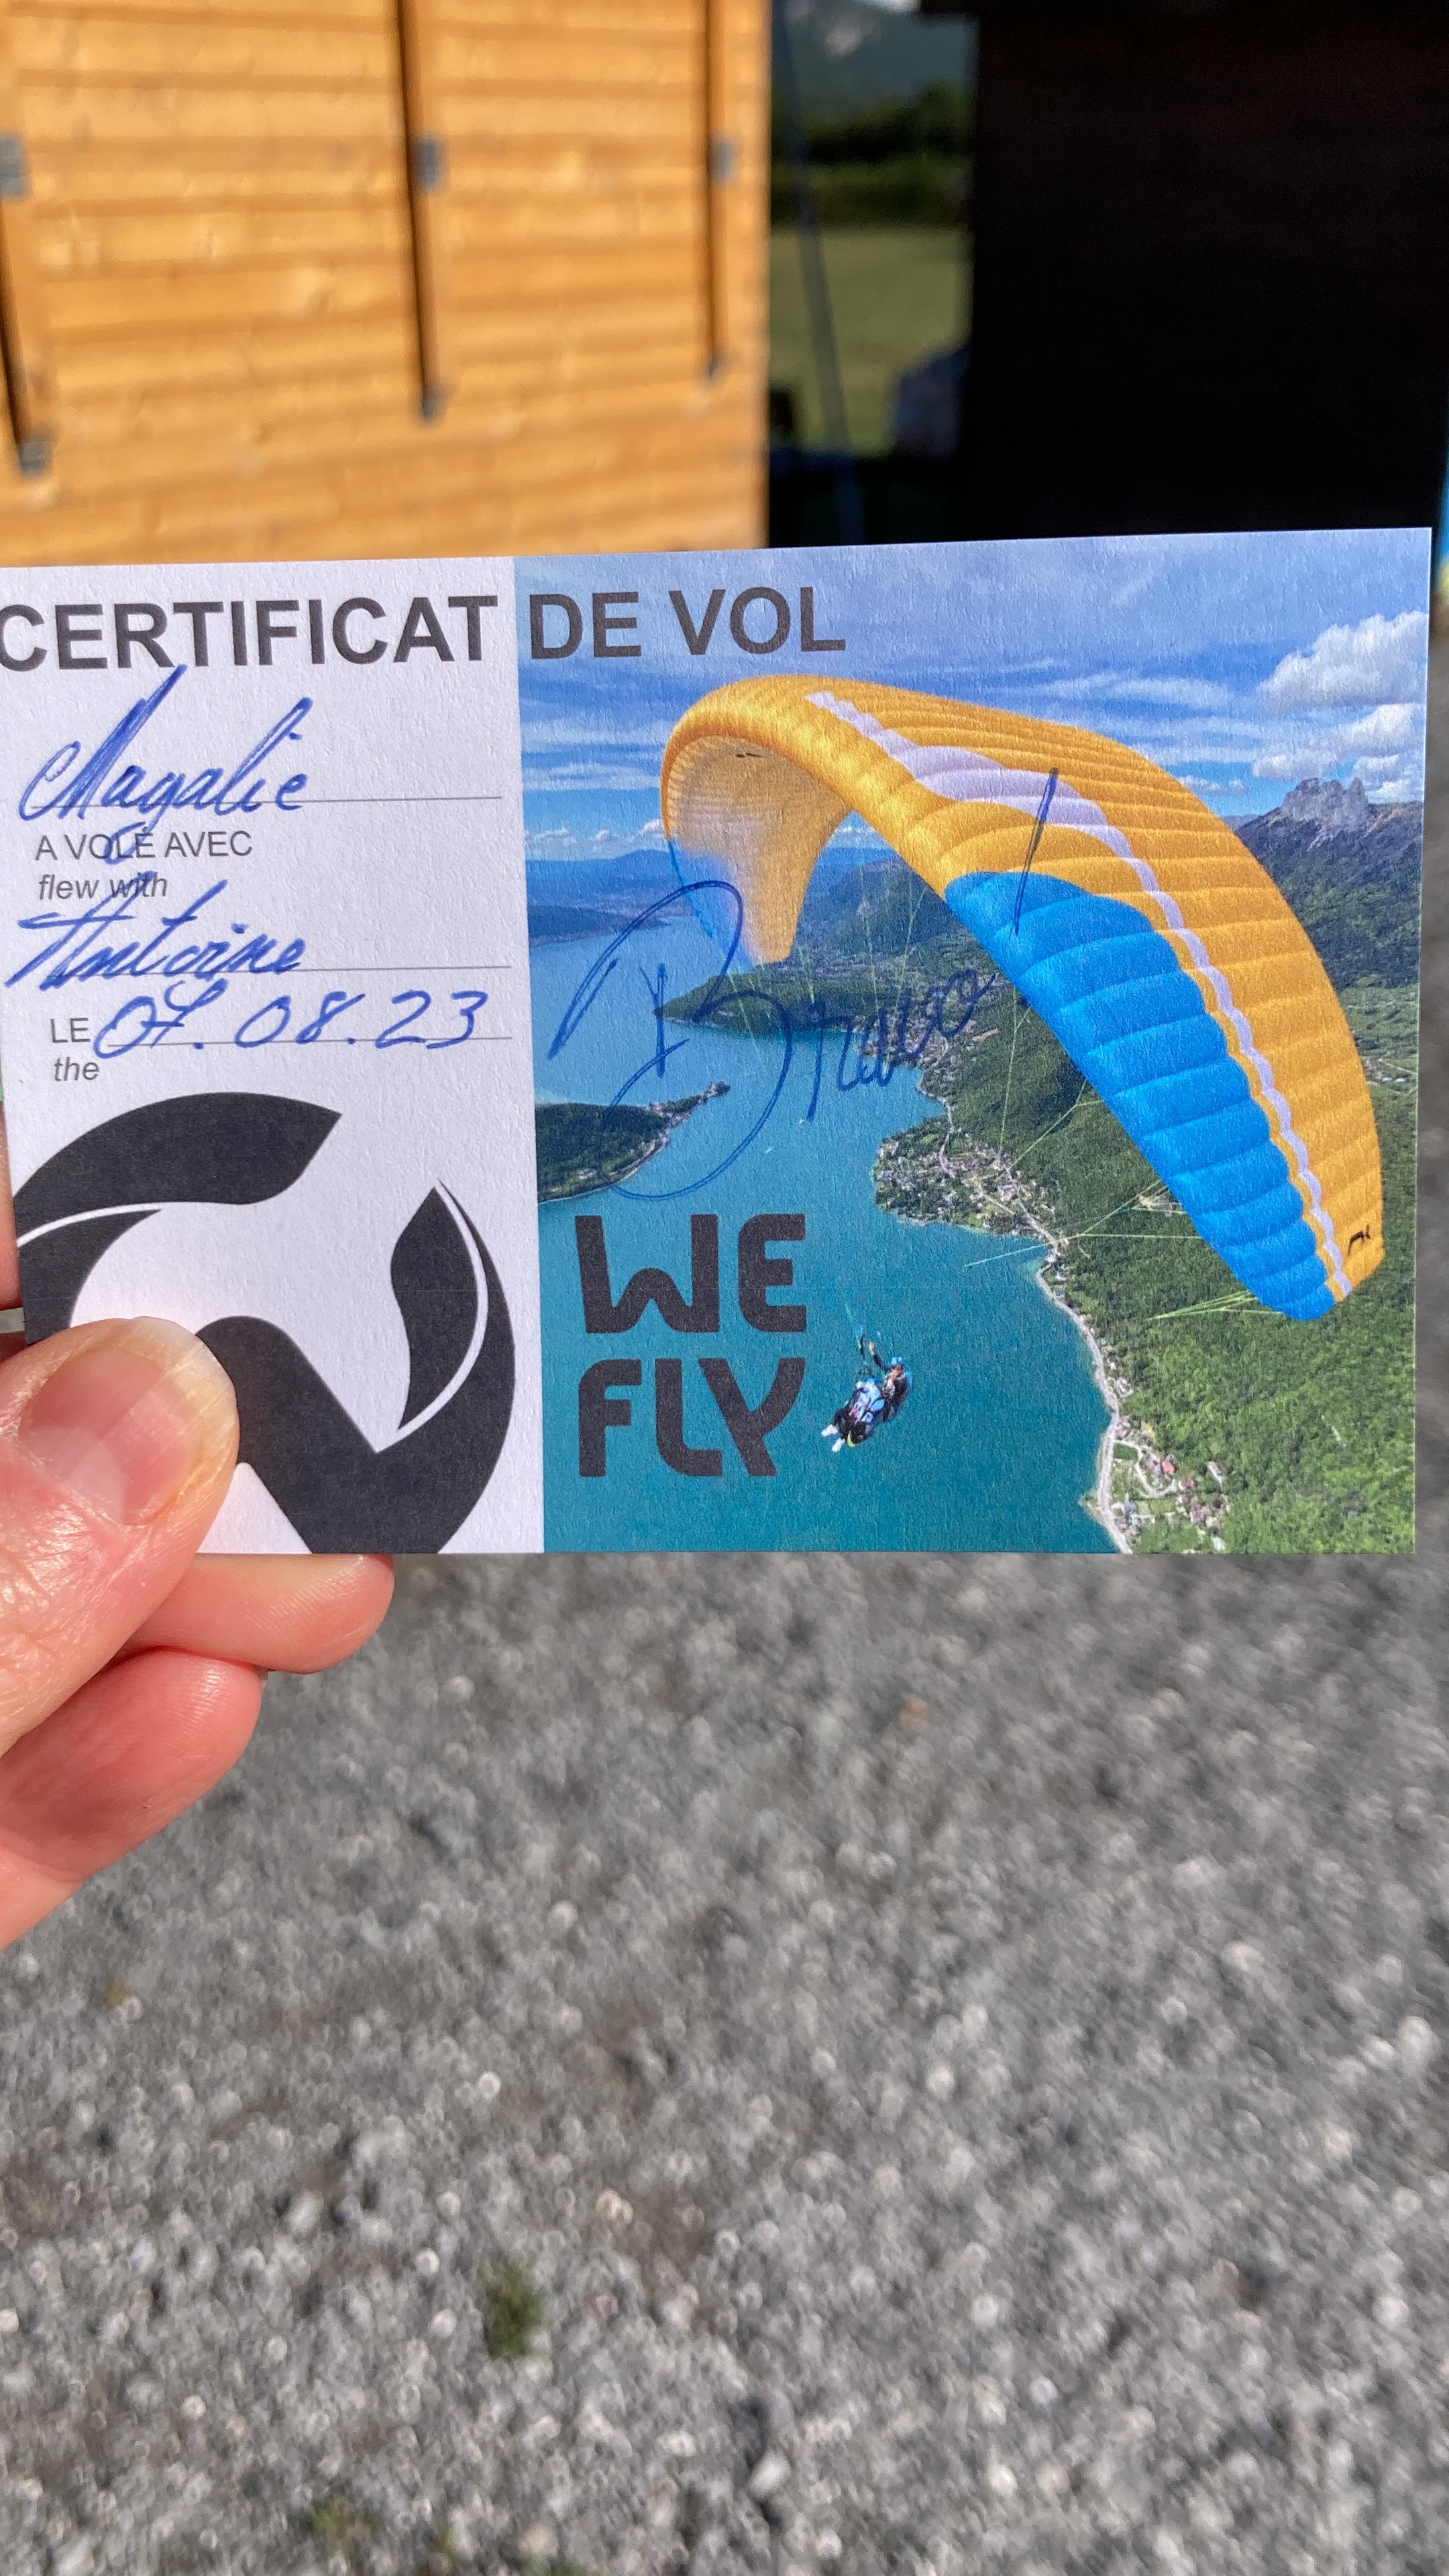 CERTIFICAT DE VOL
Magalie
A VOLÉ AVEC
flew with
Antoine
LE 07.08.23
the
Bravo !
WE
FLY